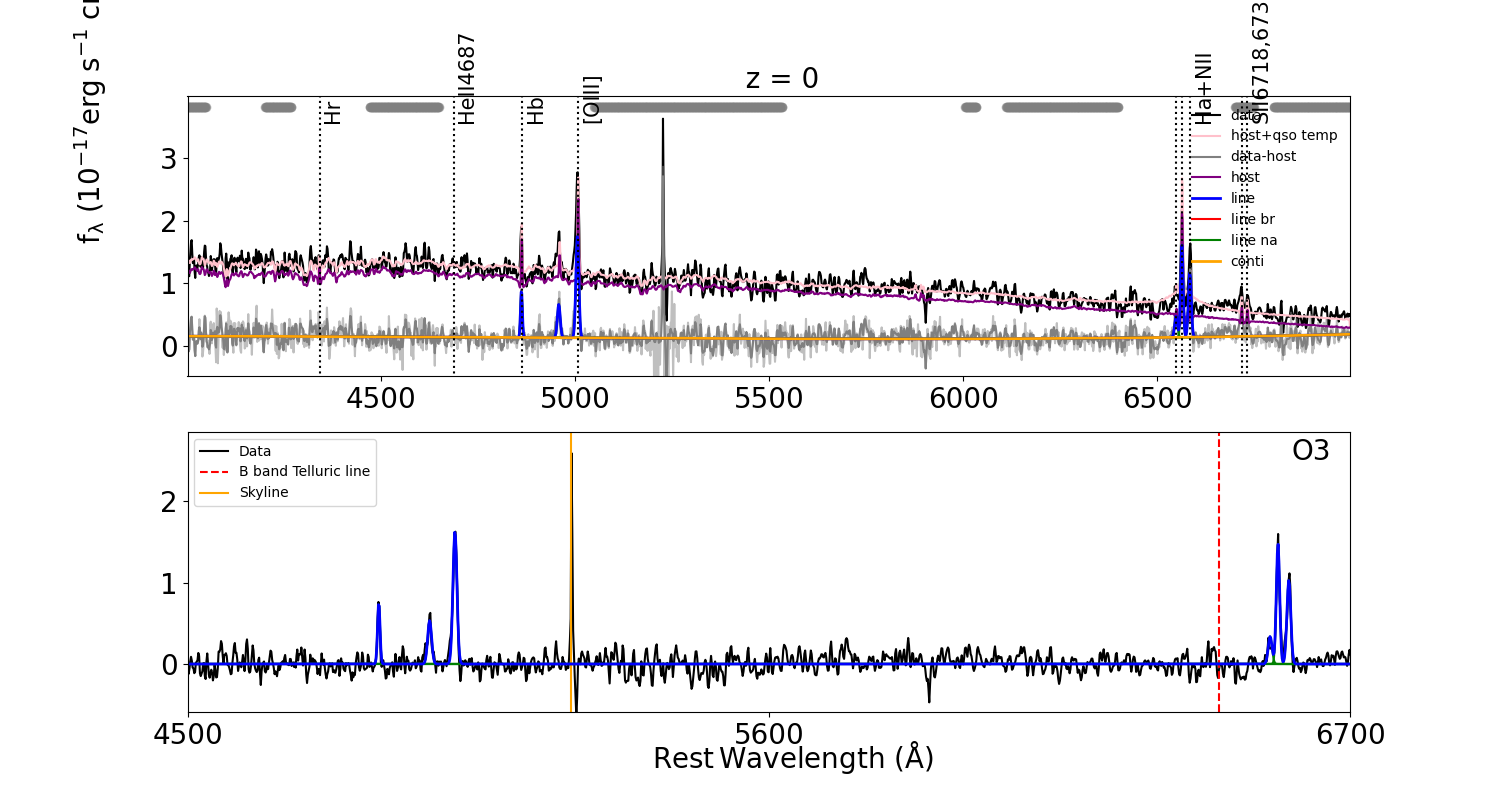 z = 0
f_λ (10^{-17}erg s^{-1} c
Hr
HeII4687
Hb
[OIII]
Ha+NII
SII6718,673
data
host+qso temp
data-host
host
line
line br
line na
conti
3
2
1
0
4500 5000 5500 6000 6500
O3
Data
B band Telluric line
Skyline
2
1
0
4500 5600 6700
Rest Wavelength (Å)